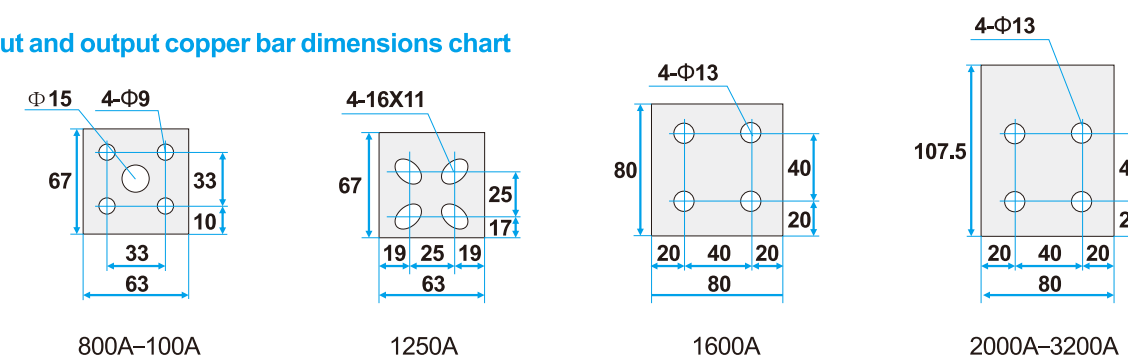 ut and output copper bar dimensions chart
Φ15 4-Φ9
67
33
10
33
63
800A–100A
4-16X11
67
25
17
19 25 19
63
1250A
4-Φ13
80
40
20
20 40 20
80
1600A
4-Φ13
107.5
4
2
20 40 20
80
2000A–3200A